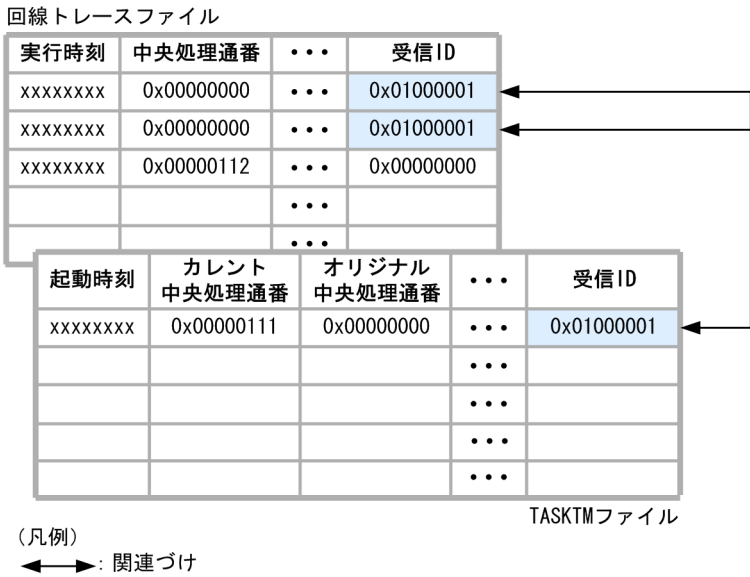 回線トレースファイル
実行時刻 中央処理通番 ・・・ 受信ID
xxxxxxxx 0x00000000 ・・・ 0x01000001
xxxxxxxx 0x00000000 ・・・ 0x01000001
xxxxxxxx 0x00000112 ・・・ 0x00000000
・・・
・・・
起動時刻 カレント中央処理通番 オリジナル中央処理通番 ・・・ 受信ID
xxxxxxxx 0x00000111 0x00000000 ・・・ 0x01000001
・・・
・・・
・・・
・・・
TASKTMファイル
(凡例)
:関連づけ